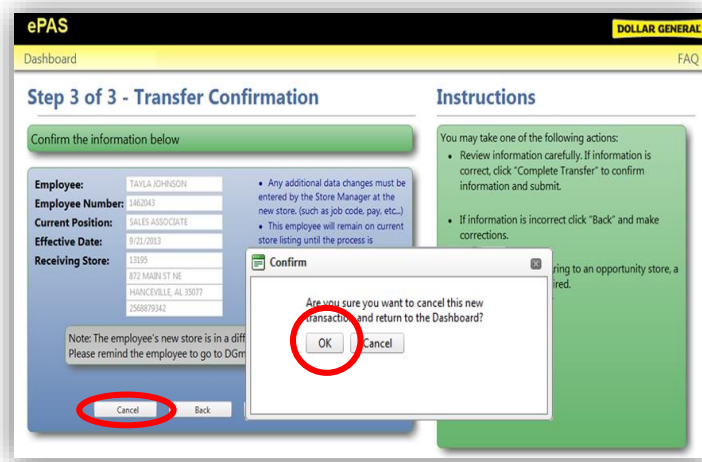 ePAS
DOLLAR GENERAL
Dashboard
FAQ
Step 3 of 3 - Transfer Confirmation
Confirm the information below
Employee:
TAYLA JOHNSON
Employee Number:
1462043
Current Position:
SALES ASSOCIATE
Effective Date:
9/21/2013
Receiving Store:
13195
872 MAIN ST NE
HANCEVILLE, AL 35077
2568879342
• Any additional data changes must be
entered by the Store Manager at the
new store. (such as job code, pay, etc...)
• This employee will remain on current
store listing until the process is
Note: The employee's new store is in a
Please remind the employee to go to
Cancel
Back
Confirm
Are you sure you want to cancel this new
transaction and return to the Dashboard?
OK
Cancel
Instructions
You may take one of the following actions:
• Review information carefully. If information is
correct, click "Complete Transfer" to confirm
information and submit.
• If information is incorrect click "Back" and make
corrections.
to an opportunity store, a